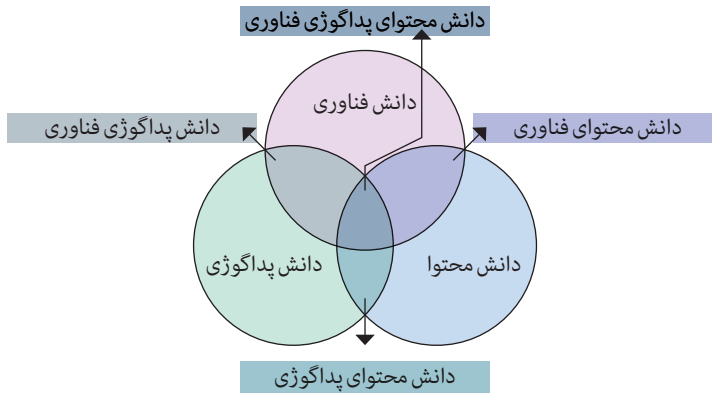 دانش محتوای پداگوژی فناوری
دانش فناوری
دانش محتوای فناوری
دانش پداگوژی فناوری
دانش محتوا
دانش پداگوژی
دانش محتوای پداگوژی